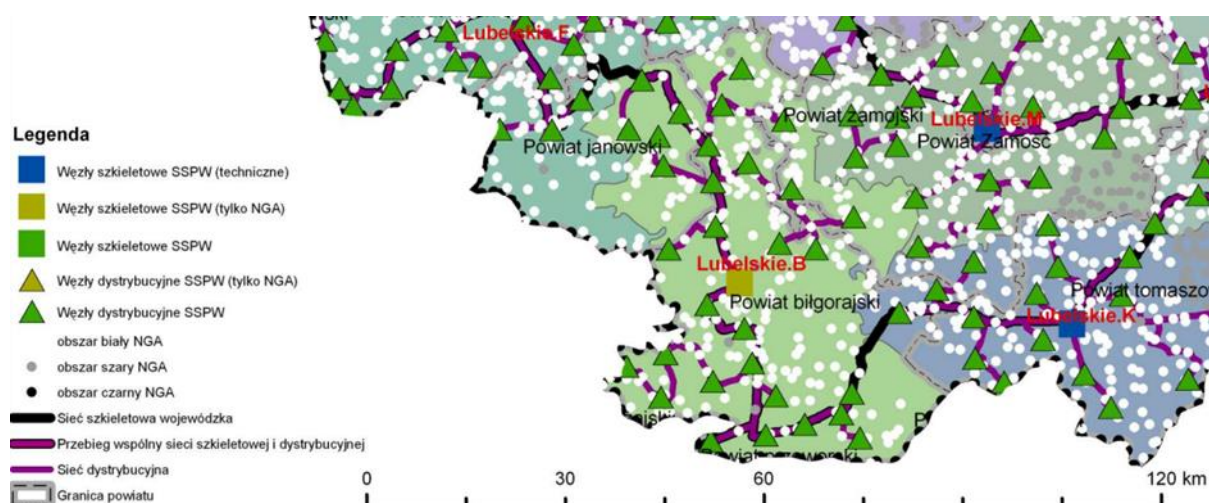 Lubelskie.F
Powiat zamojski
Lubelskie.M
Powiat Zamość
Powiat janowski
Legenda
Węzły szkieletowe SSPW (techniczne)
Węzły szkieletowe SSPW (tylko NGA)
Węzły szkieletowe SSPW
Węzły dystrybucyjne SSPW (tylko NGA)
Węzły dystrybucyjne SSPW
obszar biały NGA
obszar szary NGA
obszar czarny NGA
Sieć szkieletowa wojewódzka
Przebieg wspólny sieci szkieletowej i dystrybucyjnej
Sieć dystrybucyjna
Granica powiatu
Lubelskie.B
Powiat biłgorajski
Powiat tomaszo
Lubelskie.K
0 30 60 120 km